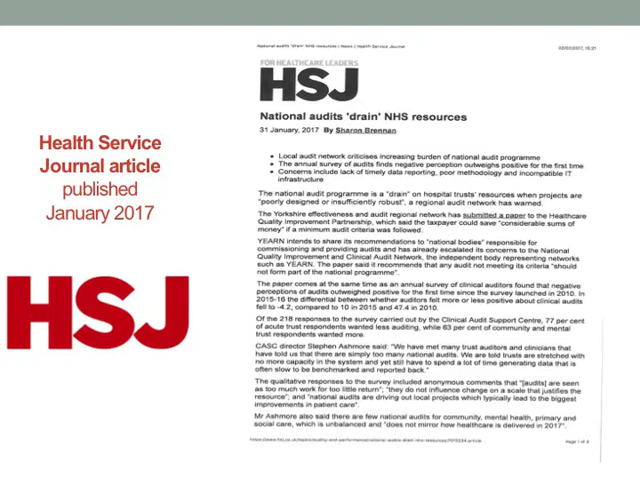 Health Service
Journal article
published
January 2017
HSJ
National audits 'drain' NHS resources | News | Health Service Journal
FOR HEALTHCARE LEADERS
HSJ
National audits 'drain' NHS resources
31 January, 2017 By Sharon Brennan
• Local audit network criticises increasing burden of national audit programme
• The annual survey of audits finds negative perception outweighs positive for the first time
• Concerns include lack of timely data reporting, poor methodology and incompatible IT
infrastructure
The national audit programme is a "drain" on hospital trusts' resources when projects are
"poorly designed or insufficiently robust", a regional audit network has warned.
The Yorkshire effectiveness and audit regional network has submitted a paper to the Healthcare
Quality Improvement Partnership, which said the taxpayer could save "considerable sums of
money" if a minimum audit criteria was followed.
YEARN intends to share its recommendations to "national bodies" responsible for
commissioning and providing audits and has already escalated its concerns to the National
Quality Improvement and Clinical Audit Network, the independent body representing networks
such as YEARN. The paper said it recommends that any audit not meeting its criteria "should
not form part of the national programme".
The paper comes at the same time as an annual survey of clinical auditors found that negative
perceptions of audits outweighed positive for the first time since the survey launched in 2010. In
2015-16 the differential between whether auditors felt more or less positive about clinical audits
fell to -4.2, compared to 10 in 2015 and 47.4 in 2010.
Of the 218 responses to the survey carried out by the Clinical Audit Support Centre, 77 per cent
of acute trust respondents wanted less auditing, while 63 per cent of community and mental
trust respondents wanted more.
CASC director Stephen Ashmore said: "We have met many trust auditors and clinicians that
have told us that there are simply too many national audits. We are told trusts are stretched with
no more capacity in the system and yet still have to spend a lot of time generating data that is
often slow to be benchmarked and reported back."
The qualitative responses to the survey included anonymous comments that "[audits] are seen
as too much work for too little return"; "they do not influence change on a scale that justifies the
resource"; and "national audits are driving out local projects which typically lead to the biggest
improvements in patient care".
Mr Ashmore also said there are few national audits for community, mental health, primary and
social care, which is unbalanced and "does not mirror how healthcare is delivered in 2017".
Page 1 of 2